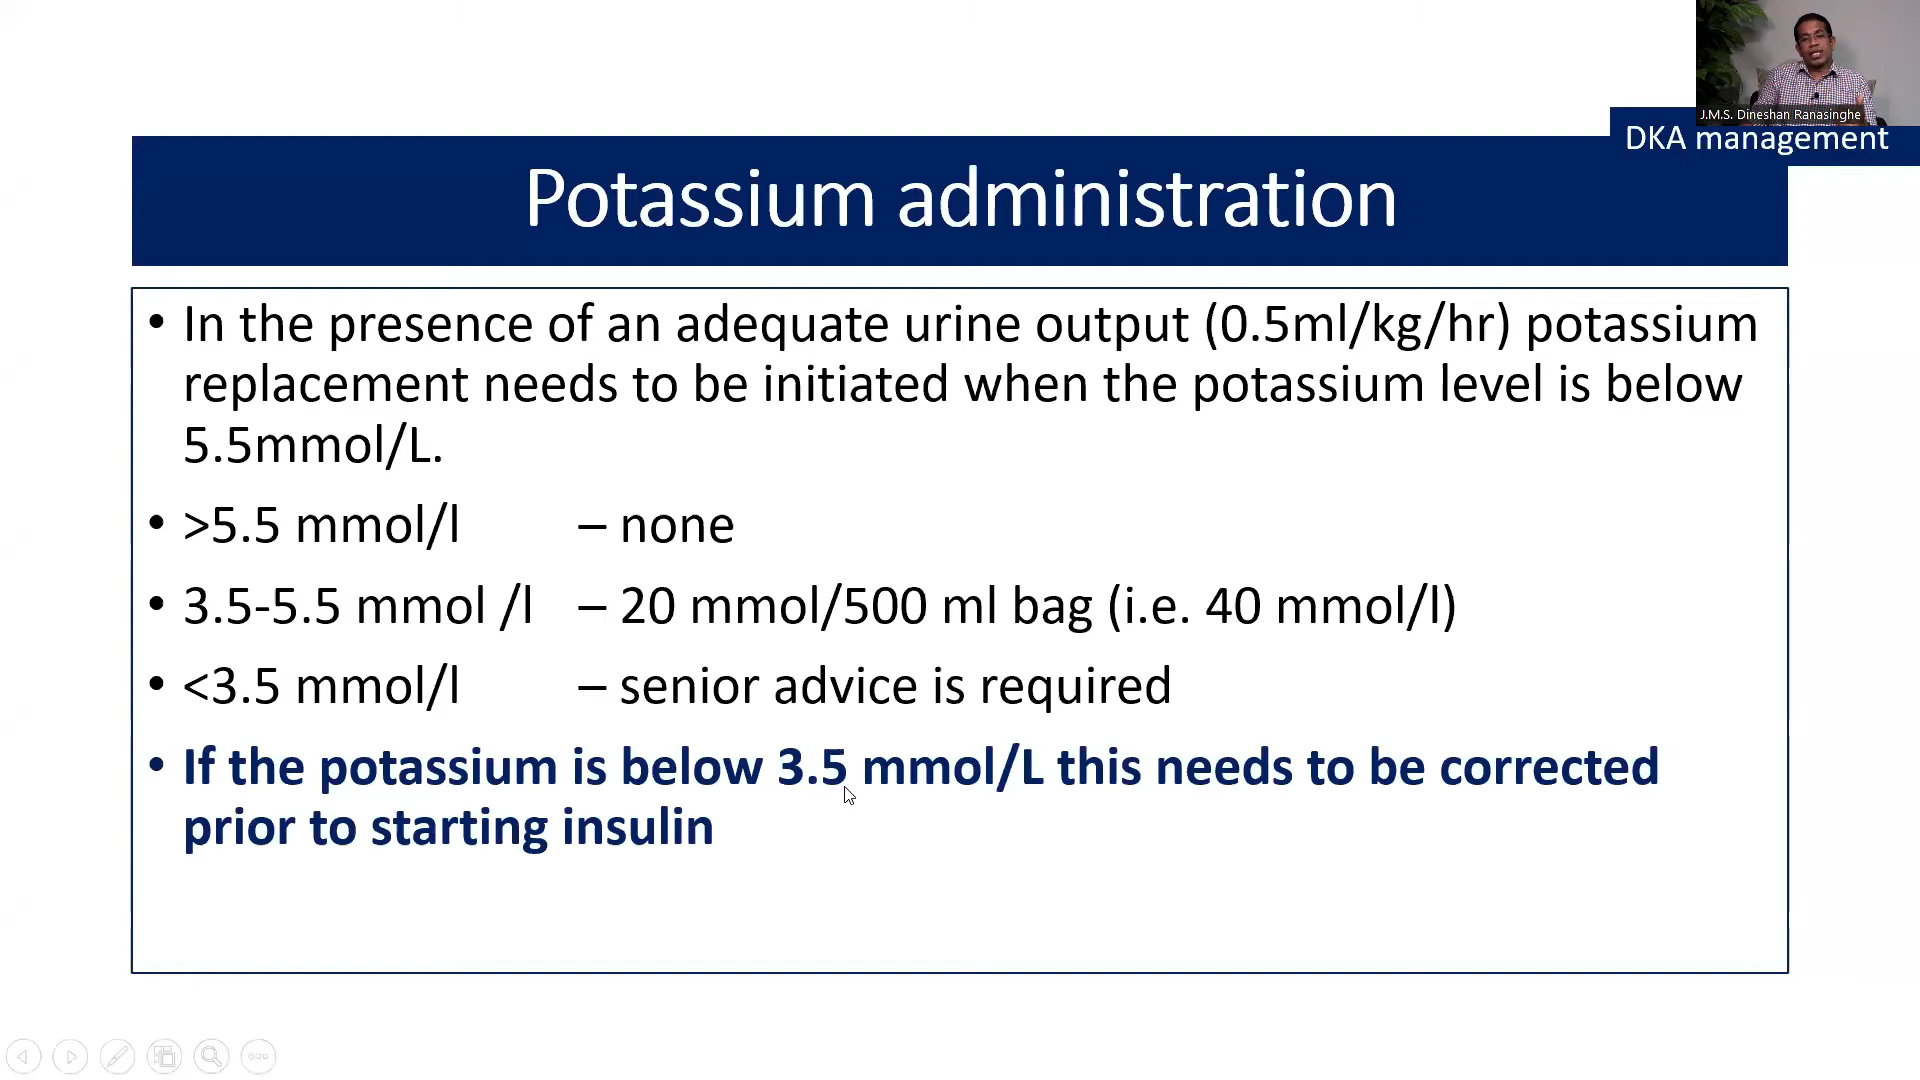 J.M.S. Dineshan Ranasinghe
DKA management
Potassium administration
• In the presence of an adequate urine output (0.5ml/kg/hr) potassium
replacement needs to be initiated when the potassium level is below
5.5mmol/L.
• >5.5 mmol/l – none
• 3.5-5.5 mmol /l – 20 mmol/500 ml bag (i.e. 40 mmol/l)
• <3.5 mmol/l – senior advice is required
• If the potassium is below 3.5 mmol/L this needs to be corrected
prior to starting insulin